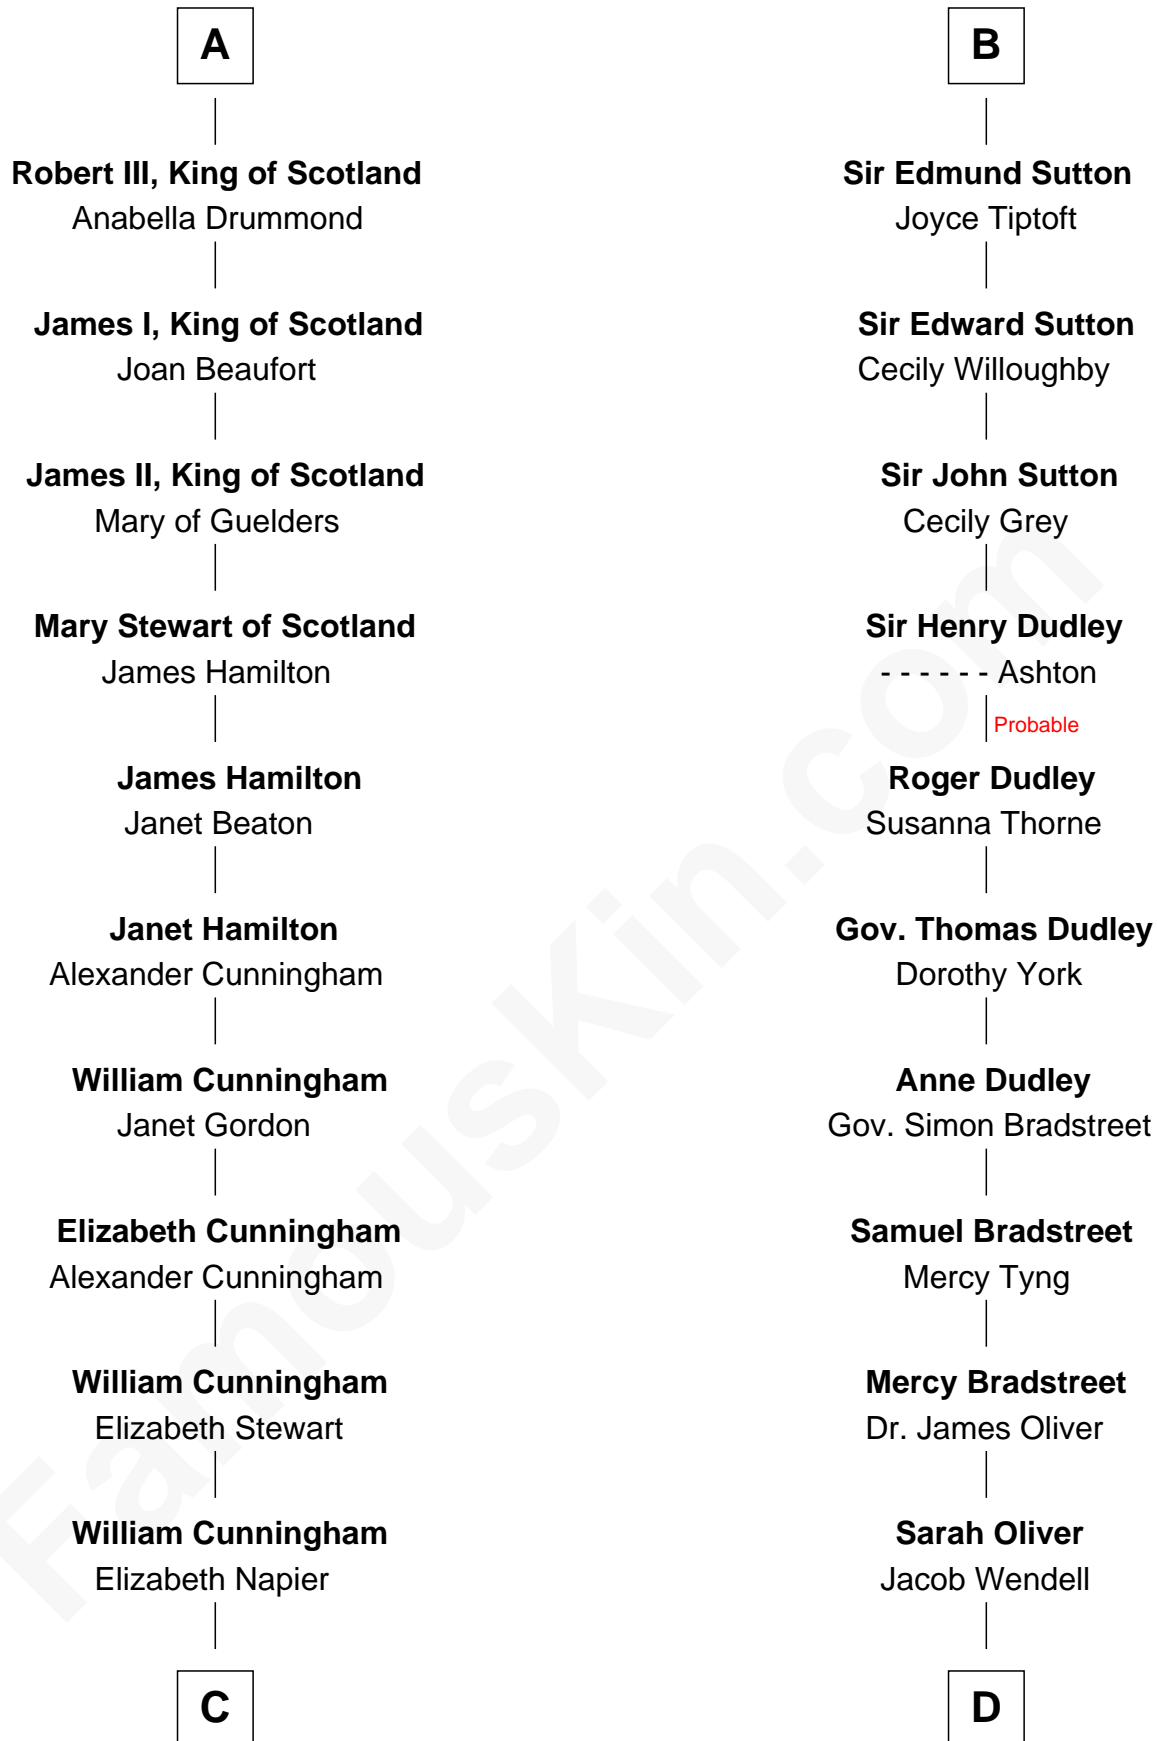 A
Robert III, King of Scotland
Anabella Drummond
James I, King of Scotland
Joan Beaufort
James II, King of Scotland
Mary of Guelders
Mary Stewart of Scotland
James Hamilton
James Hamilton
Janet Beaton
Janet Hamilton
Alexander Cunningham
William Cunningham
Janet Gordon
Elizabeth Cunningham
Alexander Cunningham
William Cunningham
Elizabeth Stewart
William Cunningham
Elizabeth Napier
C
B
Sir Edmund Sutton
Joyce Tiptoft
Sir Edward Sutton
Cecily Willoughby
Sir John Sutton
Cecily Grey
Sir Henry Dudley
- - - - - - Ashton
Probable
Roger Dudley
Susanna Thorne
Gov. Thomas Dudley
Dorothy York
Anne Dudley
Gov. Simon Bradstreet
Samuel Bradstreet
Mercy Tyng
Mercy Bradstreet
Dr. James Oliver
Sarah Oliver
Jacob Wendell
D
FamousKin.com